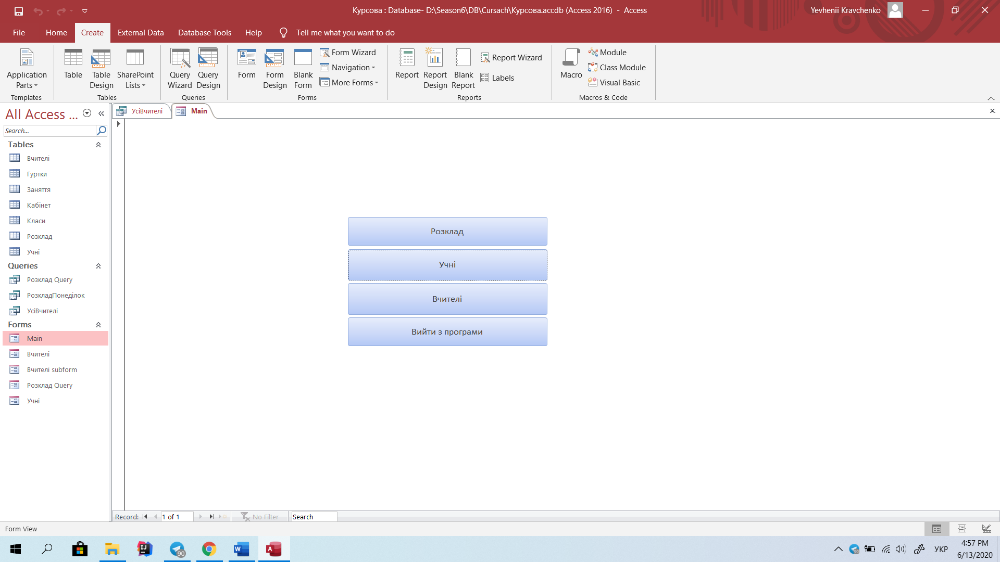 Курсова : Database- D:\Season6\DB\Cursach\Курсова.accdb (Access 2016)  -  Access
Yevhenii Kravchenko
File Home Create External Data Database Tools Help Tell me what you want to do
Application Parts
Templates
Table
Table Design
SharePoint Lists
Tables
Query Wizard
Query Design
Queries
Form
Form Design
Blank Form
Form Wizard
Navigation
More Forms
Forms
Report
Report Design
Blank Report
Report Wizard
Labels
Reports
Macro
Module
Class Module
Visual Basic
Macros & Code
All Access ...
Search...
Tables
Вчителі
Гуртки
Заняття
Кабінет
Класи
Розклад
Учні
Queries
Розклад Query
РозкладПонеділок
УсіВчителі
Forms
Main
Вчителі
Вчителі subform
Розклад Query
Учні
УсіВчителі
Main
Розклад
Учні
Вчителі
Вийти з програми
Record: 1 of 1 No Filter Search
Form View
90
УКР
4:57 PM
6/13/2020